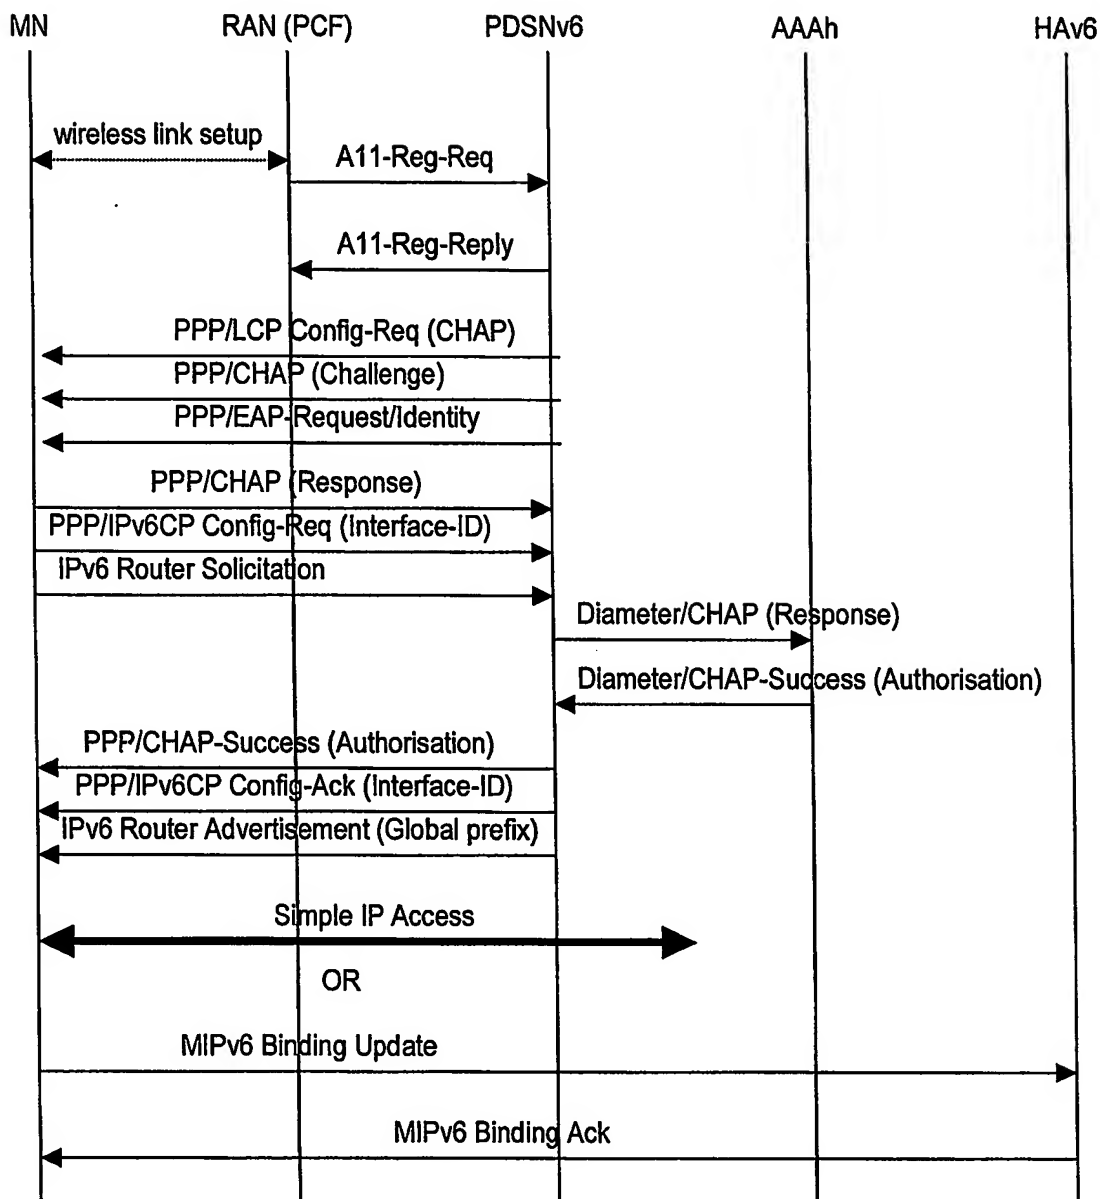 MN RAN (PCF) PDSNv6 AAAh HAv6
wireless link setup
A11-Reg-Req
A11-Reg-Reply
PPP/LCP Config-Req (CHAP)
PPP/CHAP (Challenge)
PPP/EAP-Request/Identity
PPP/CHAP (Response)
PPP/IPv6CP Config-Req (Interface-ID)
IPv6 Router Solicitation
Diameter/CHAP (Response)
Diameter/CHAP-Success (Authorisation)
PPP/CHAP-Success (Authorisation)
PPP/IPv6CP Config-Ack (Interface-ID)
IPv6 Router Advertisement (Global prefix)
Simple IP Access
OR
MIPv6 Binding Update
MIPv6 Binding Ack